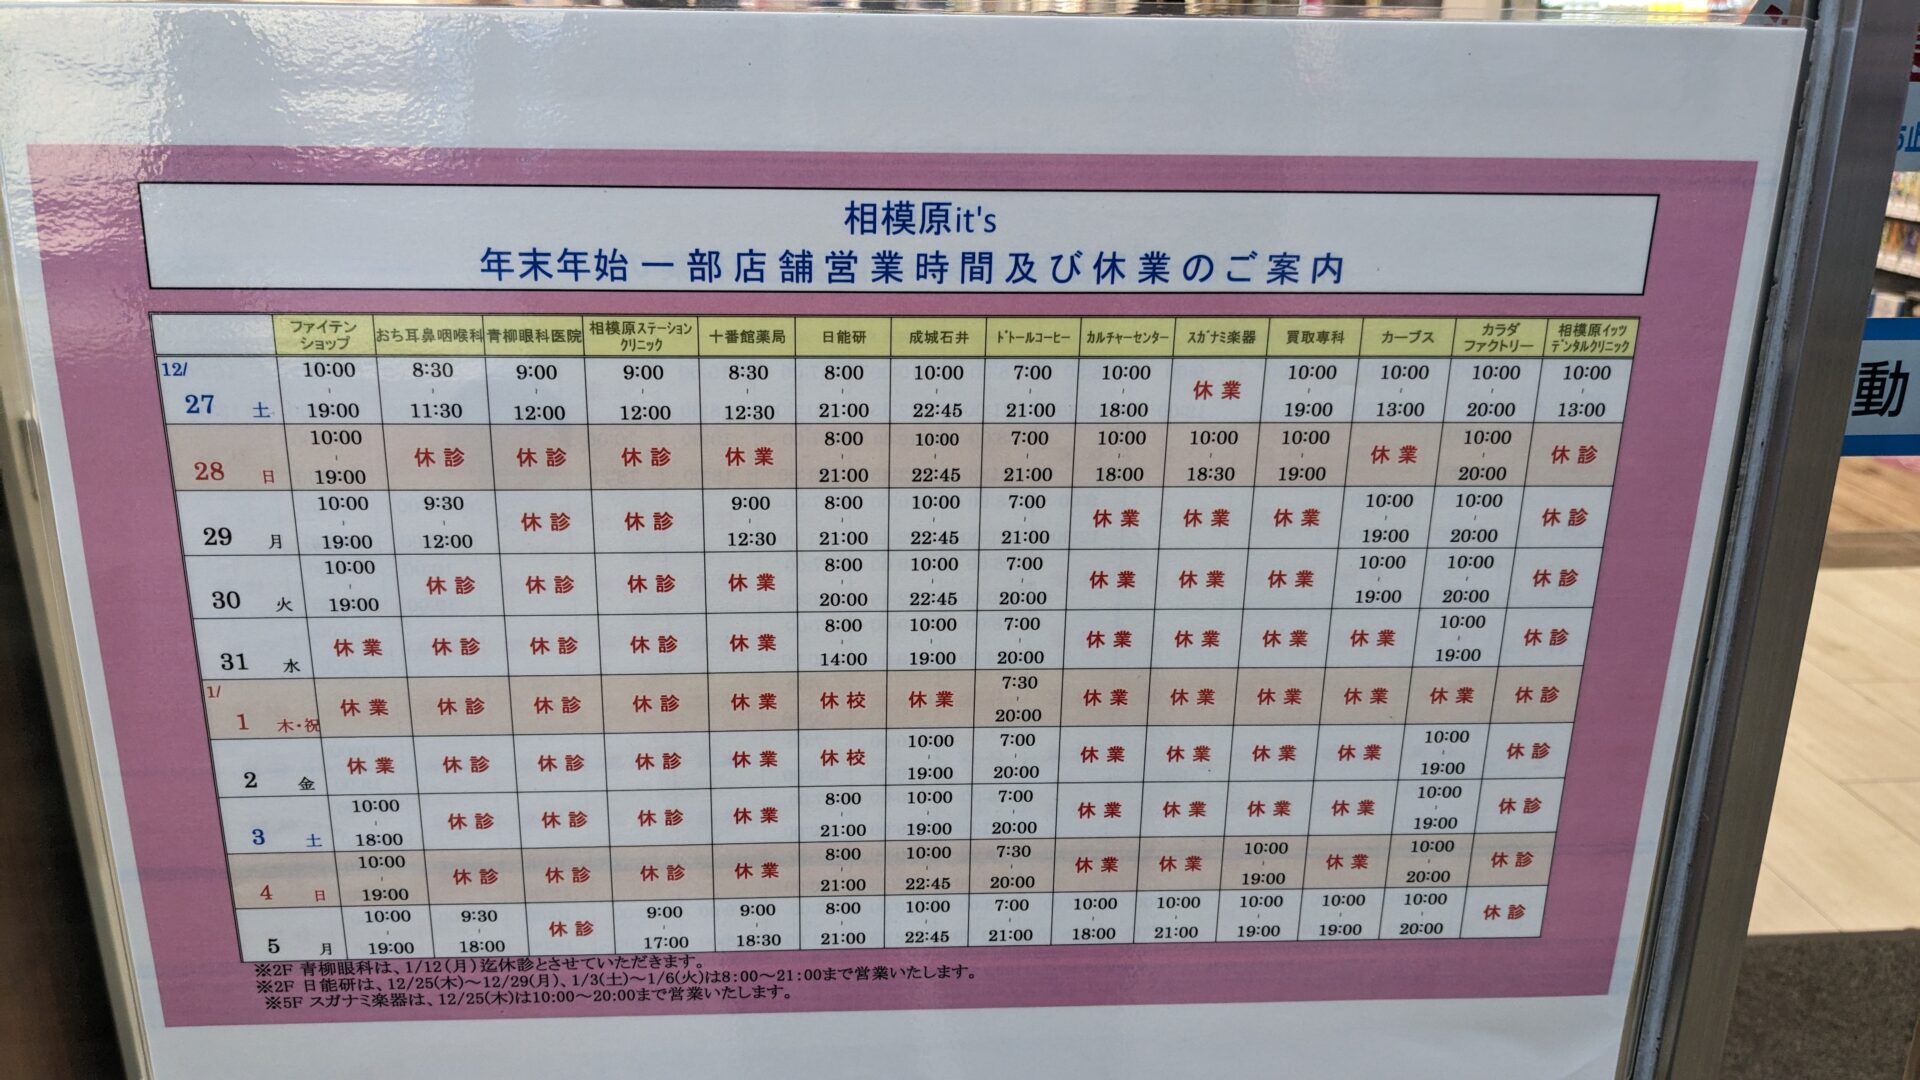 相模原it's
年末年始一部店舗営業時間及び休業のご案内
ファイテンショップ おち耳鼻咽喉科 青柳眼科医院 相模原ステーションクリニック 十番館薬局 日能研 成城石井 ﾄﾞﾄｰﾙコーヒー カルチャーセンター スガナミ楽器 買取専科 カーブス カラダファクトリー 相模原イッツデンタルクリニック
12/27 土 10:00-19:00 8:30-11:30 9:00-12:00 9:00-12:00 8:30-12:30 8:00-21:00 10:00-22:45 7:00-21:00 10:00-18:00 休業 10:00-19:00 10:00-13:00 10:00-20:00 10:00-13:00
28 日 10:00-19:00 休診 休診 休診 休業 8:00-21:00 10:00-22:45 7:00-21:00 10:00-18:00 10:00-18:30 10:00-19:00 休業 10:00-20:00 休診
29 月 10:00-19:00 9:30-12:00 休診 休診 9:00-12:30 8:00-21:00 10:00-22:45 7:00-21:00 休業 休業 休業 10:00-19:00 10:00-20:00 休診
30 火 10:00-19:00 休診 休診 休診 休業 8:00-20:00 10:00-22:45 7:00-20:00 休業 休業 休業 10:00-19:00 10:00-20:00 休診
31 水 休業 休診 休診 休診 休業 8:00-14:00 10:00-19:00 7:00-20:00 休業 休業 休業 休業 10:00-19:00 休診
1/1 木・祝 休業 休診 休診 休診 休業 休校 休業 7:30-20:00 休業 休業 休業 休業 休業 休診
2 金 休業 休診 休診 休診 休業 休校 10:00-19:00 7:00-20:00 休業 休業 休業 休業 10:00-19:00 休診
3 土 10:00-18:00 休診 休診 休診 休業 8:00-21:00 10:00-19:00 7:00-20:00 休業 休業 休業 休業 10:00-19:00 休診
4 日 10:00-19:00 休診 休診 休診 休業 8:00-21:00 10:00-22:45 7:30-20:00 休業 休業 10:00-19:00 休業 10:00-20:00 休診
5 月 10:00-19:00 9:30-18:00 休診 9:00-17:00 9:00-18:30 8:00-21:00 10:00-22:45 7:00-21:00 10:00-18:00 10:00-21:00 10:00-19:00 10:00-19:00 10:00-20:00 休診
※2F 青柳眼科は、1/12(月)迄休診とさせていただきます。
※2F 日能研は、12/25(木)～12/29(月)、1/3(土)～1/6(火)は8:00～21:00まで営業いたします。
※5F スガナミ楽器は、12/25(木)は10:00～20:00まで営業いたします。
動